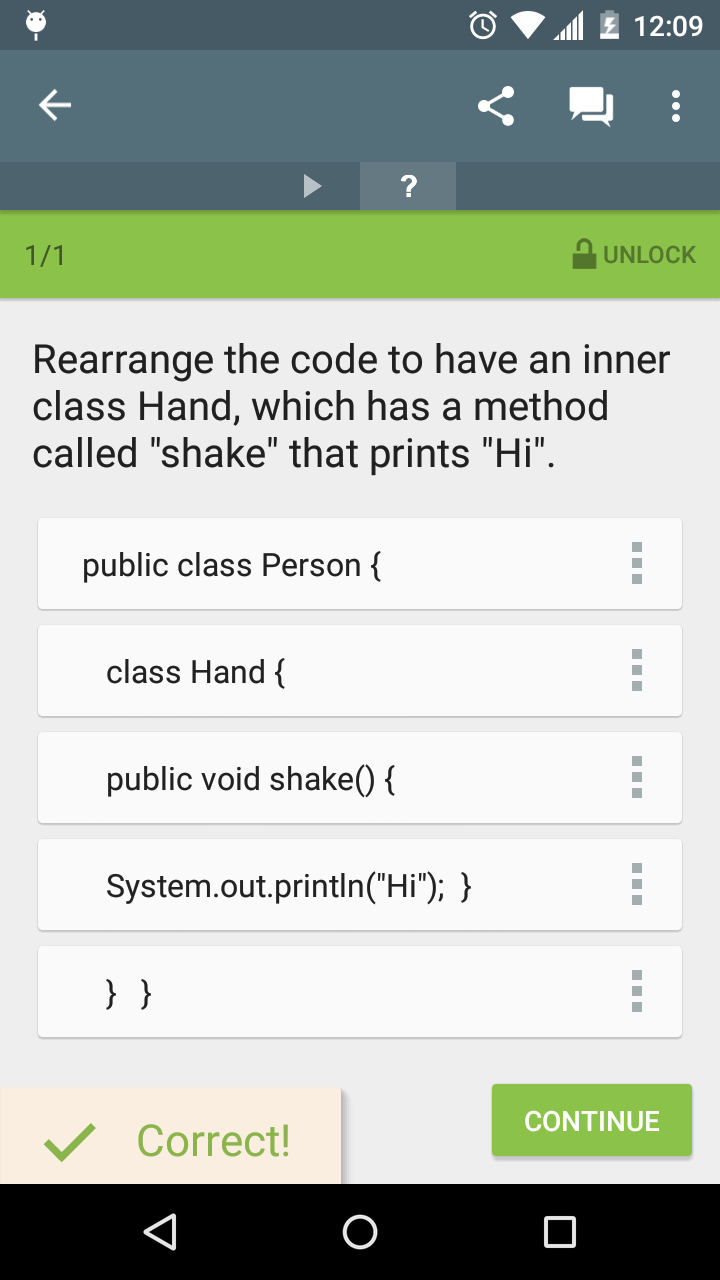 12:09
?
1/1
UNLOCK
Rearrange the code to have an inner
class Hand, which has a method
called "shake" that prints "Hi".
public class Person {
class Hand {
public void shake() {
System.out.println("Hi");  }
}   }
Correct!
CONTINUE